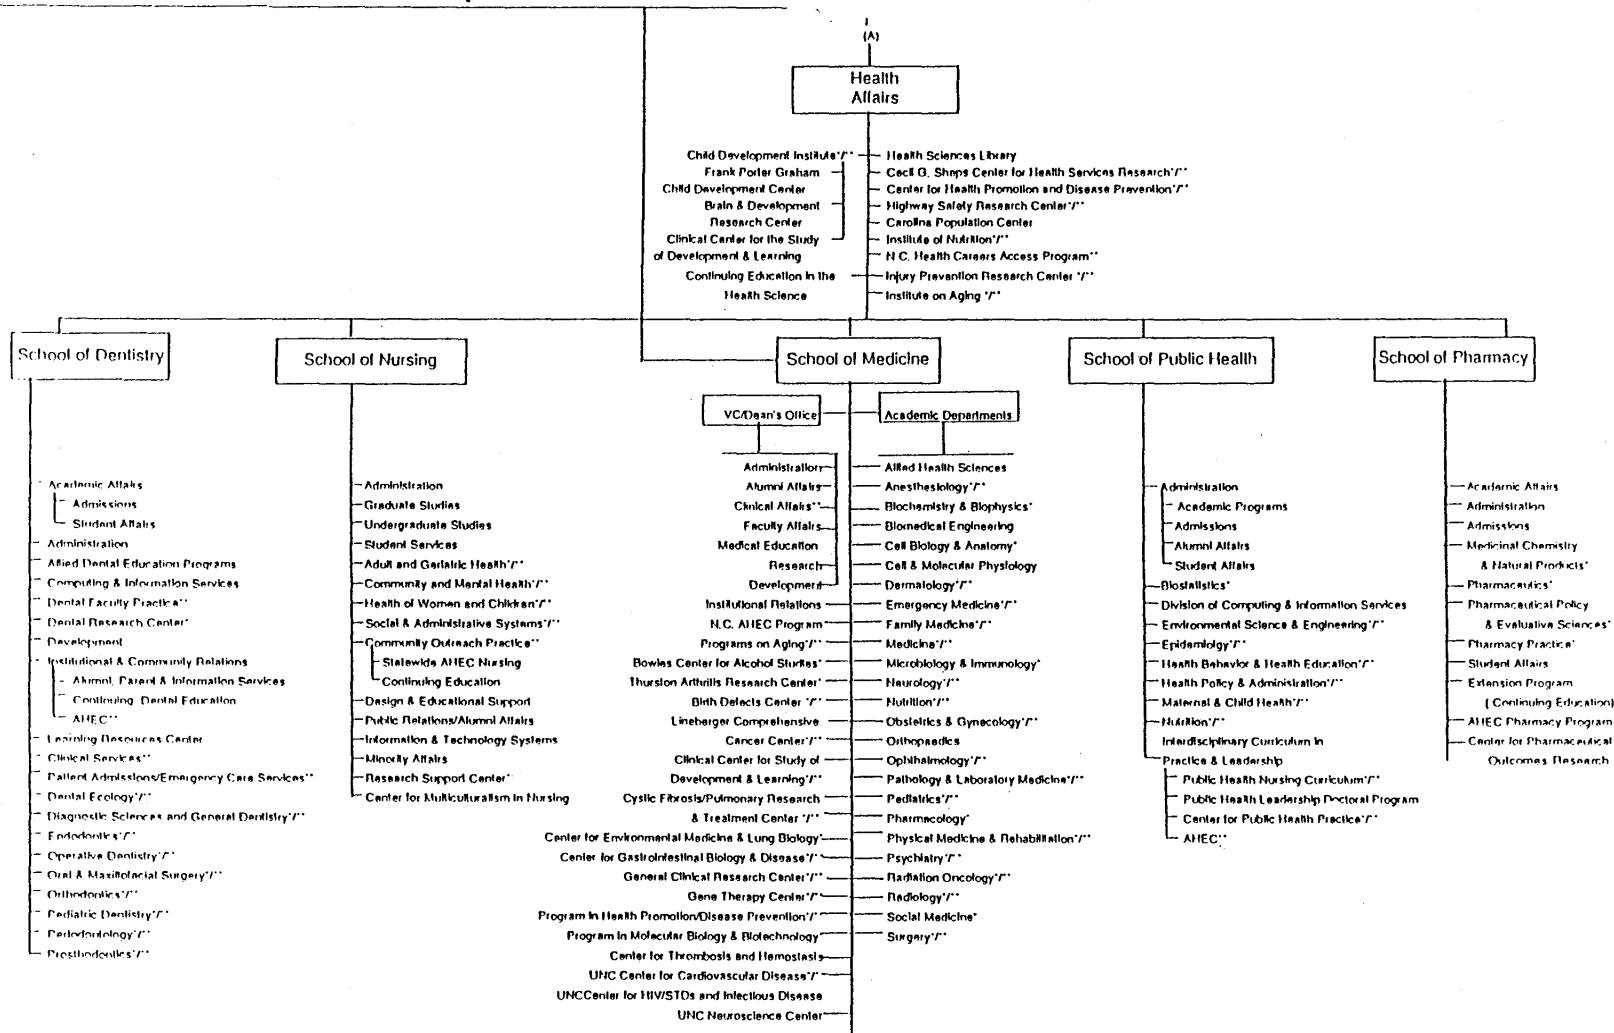 (A)
Health
Affairs
Child Development Institute*/**
Frank Porter Graham
Child Development Center
Brain & Development
Research Center
Clinical Center for the Study
of Development & Learning
Continuing Education in the
Health Science
Health Sciences Library
Cecil G. Sheps Center for Health Services Research*/**
Center for Health Promotion and Disease Prevention*/**
Highway Safety Research Center*/**
Carolina Population Center
Institute of Nutrition*/**
N.C. Health Careers Access Program**
Injury Prevention Research Center */**
Institute on Aging */**
School of Dentistry
Academic Affairs
Admissions
Student Affairs
Administration
Allied Dental Education Programs
Computing & Information Services
Dental Faculty Practice**
Dental Research Center*
Development
Institutional & Community Relations
Alumni, Parent & Information Services
Continuing Dental Education
AHEC**
Learning Resources Center
Clinical Services**
Patient Admissions/Emergency Care Services**
Dental Ecology*/**
Diagnostic Sciences and General Dentistry*/**
Endodontics*/**
Operative Dentistry*/**
Oral & Maxillofacial Surgery*/**
Orthodontics*/**
Pediatric Dentistry*/**
Periodontology*/**
Prosthodontics*/**
School of Nursing
Administration
Graduate Studies
Undergraduate Studies
Student Services
Adult and Geriatric Health*/**
Community and Mental Health*/**
Health of Women and Children*/**
Social & Administrative Systems*/**
Community Outreach Practice**
Statewide AHEC Nursing
Continuing Education
Design & Educational Support
Public Relations/Alumni Affairs
Information & Technology Systems
Minority Affairs
Research Support Center*
Center for Multiculturalism in Nursing
School of Medicine
VC/Dean's Office
Administration
Alumni Affairs
Clinical Affairs**
Faculty Affairs
Medical Education
Research
Development
Institutional Relations
N.C. AHEC Program
Programs on Aging*/**
Bowles Center for Alcohol Studies*
Thurston Arthritis Research Center*
Birth Defects Center */**
Lineberger Comprehensive
Cancer Center*/**
Clinical Center for Study of
Development & Learning*/**
Cystic Fibrosis/Pulmonary Research
& Treatment Center */**
Center for Environmental Medicine & Lung Biology*
Center for Gastrointestinal Biology & Disease*/*
General Clinical Research Center*/**
Gene Therapy Center*/**
Program in Health Promotion/Disease Prevention*/*
Program in Molecular Biology & Biotechnology
Center for Thrombosis and Hemostasis
UNC Center for Cardiovascular Disease*/*
UNCCenter for HIV/STDs and Infectious Disease
UNC Neuroscience Center
Academic Departments
Allied Health Sciences
Anesthesiology*/**
Biochemistry & Biophysics*
Biomedical Engineering
Cell Biology & Anatomy*
Cell & Molecular Physiology
Dermatology*/**
Emergency Medicine*/**
Family Medicine*/**
Medicine*/**
Microbiology & Immunology*
Neurology*/**
Nutrition*/**
Obstetrics & Gynecology*/**
Orthopaedics
Ophthalmology*/**
Pathology & Laboratory Medicine*/**
Pediatrics*/**
Pharmacology*
Physical Medicine & Rehabilitation*/**
Psychiatry*/**
Radiation Oncology*/**
Radiology*/**
Social Medicine*
Surgery*/**
School of Public Health
Administration
Academic Programs
Admissions
Alumni Affairs
Student Affairs
Biostatistics*
Division of Computing & Information Services
Environmental Science & Engineering*/**
Epidemiolgy*/**
Health Behavior & Health Education*/**
Health Policy & Administration*/**
Maternal & Child Health*/**
Nutrition*/**
Interdisciplinary Curriculum in
Practice & Leadership
Public Health Nursing Curriculum*/**
Public Health Leadership Doctoral Program
Center for Public Health Practice*/**
AHEC**
School of Pharmacy
Academic Affairs
Administration
Admissions
Medicinal Chemistry
& Natural Products*
Pharmaceutics*
Pharmaceutical Policy
& Evaluative Sciences*
Pharmacy Practice*
Student Affairs
Extension Program
(Continuing Education)
AHEC Pharmacy Program
Center for Pharmaceutical
Outcomes Research